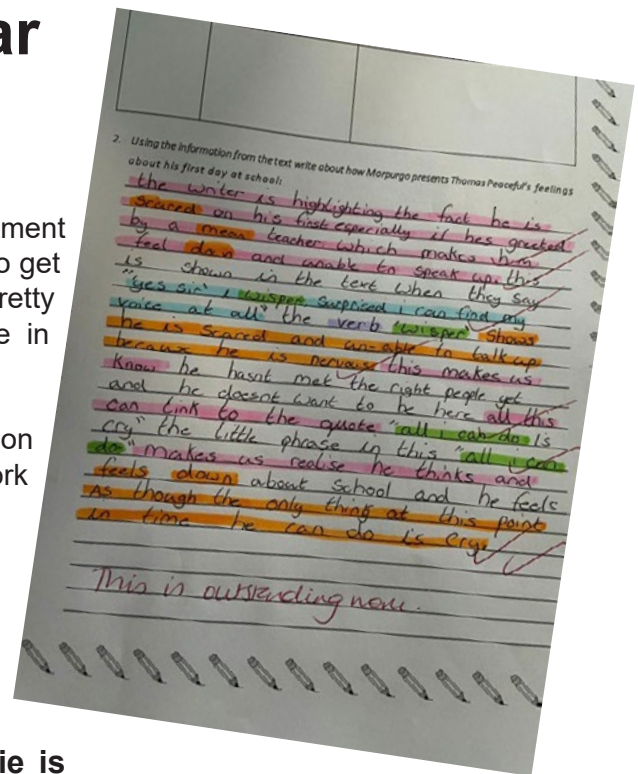 ar
ment
o get
retty
e in
on
ork
ie is
2. Using the information from the text write about how Morpurgo presents Thomas Peaceful's feelings
about his first day at school:
the writer is highlighting the fact he is
scared on his first especially if hes greeted
by a mean teacher which makes him
feel down and unable to speak up. this
is shown in the text when they say
"yes sir' I wisper surpriced i can find my
voice at all" the verb 'wisper' shows
he is scared and un-able to talk up
because he is nervous this makes us
know he hasnt met the right people yet
and he doesnt want to be here all this
can link to the quote "all i can do is
cry" the little phrase in this "all i can
do" makes us realise he thinks and
feels down about school and he feels
As though the only thing at this point
in time he can do is cry.
This is outstanding